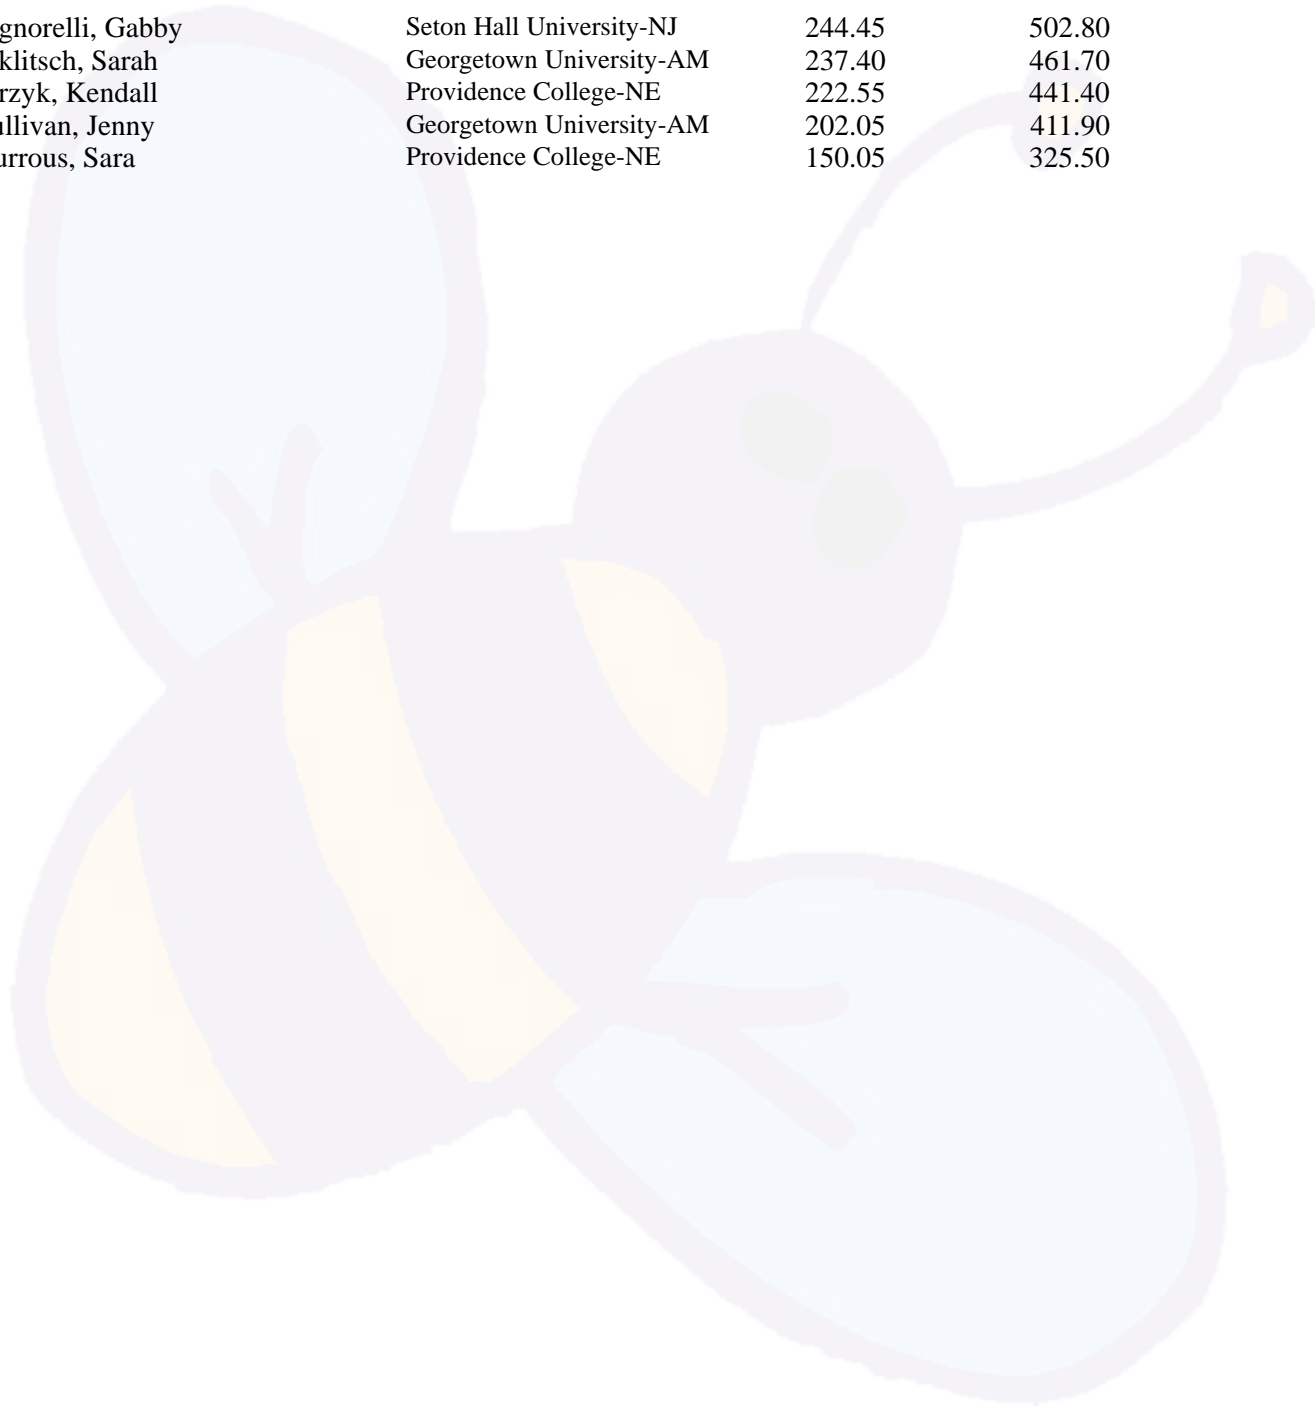 gnorelli, Gabby Seton Hall University-NJ 244.45 502.80
klitsch, Sarah Georgetown University-AM 237.40 461.70
rzyk, Kendall Providence College-NE 222.55 441.40
ullivan, Jenny Georgetown University-AM 202.05 411.90
urrous, Sara Providence College-NE 150.05 325.50